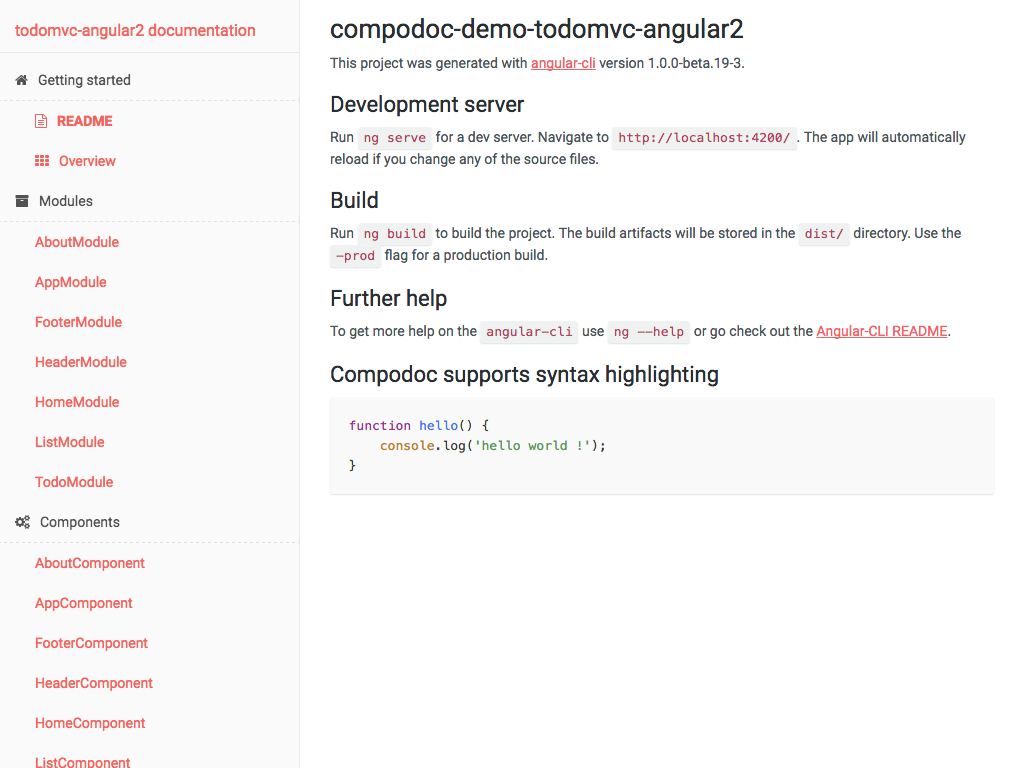 todomvc-angular2 documentation
Getting started
README
Overview
Modules
AboutModule
AppModule
FooterModule
HeaderModule
HomeModule
ListModule
TodoModule
Components
AboutComponent
AppComponent
FooterComponent
HeaderComponent
HomeComponent
ListComponent
compodoc-demo-todomvc-angular2
This project was generated with angular-cli version 1.0.0-beta.19-3.
Development server
Run ng serve for a dev server. Navigate to http://localhost:4200/ . The app will automatically
reload if you change any of the source files.
Build
Run ng build to build the project. The build artifacts will be stored in the dist/ directory. Use the
-prod flag for a production build.
Further help
To get more help on the angular-cli use ng --help or go check out the Angular-CLI README.
Compodoc supports syntax highlighting
function hello() {
    console.log('hello world !');
}